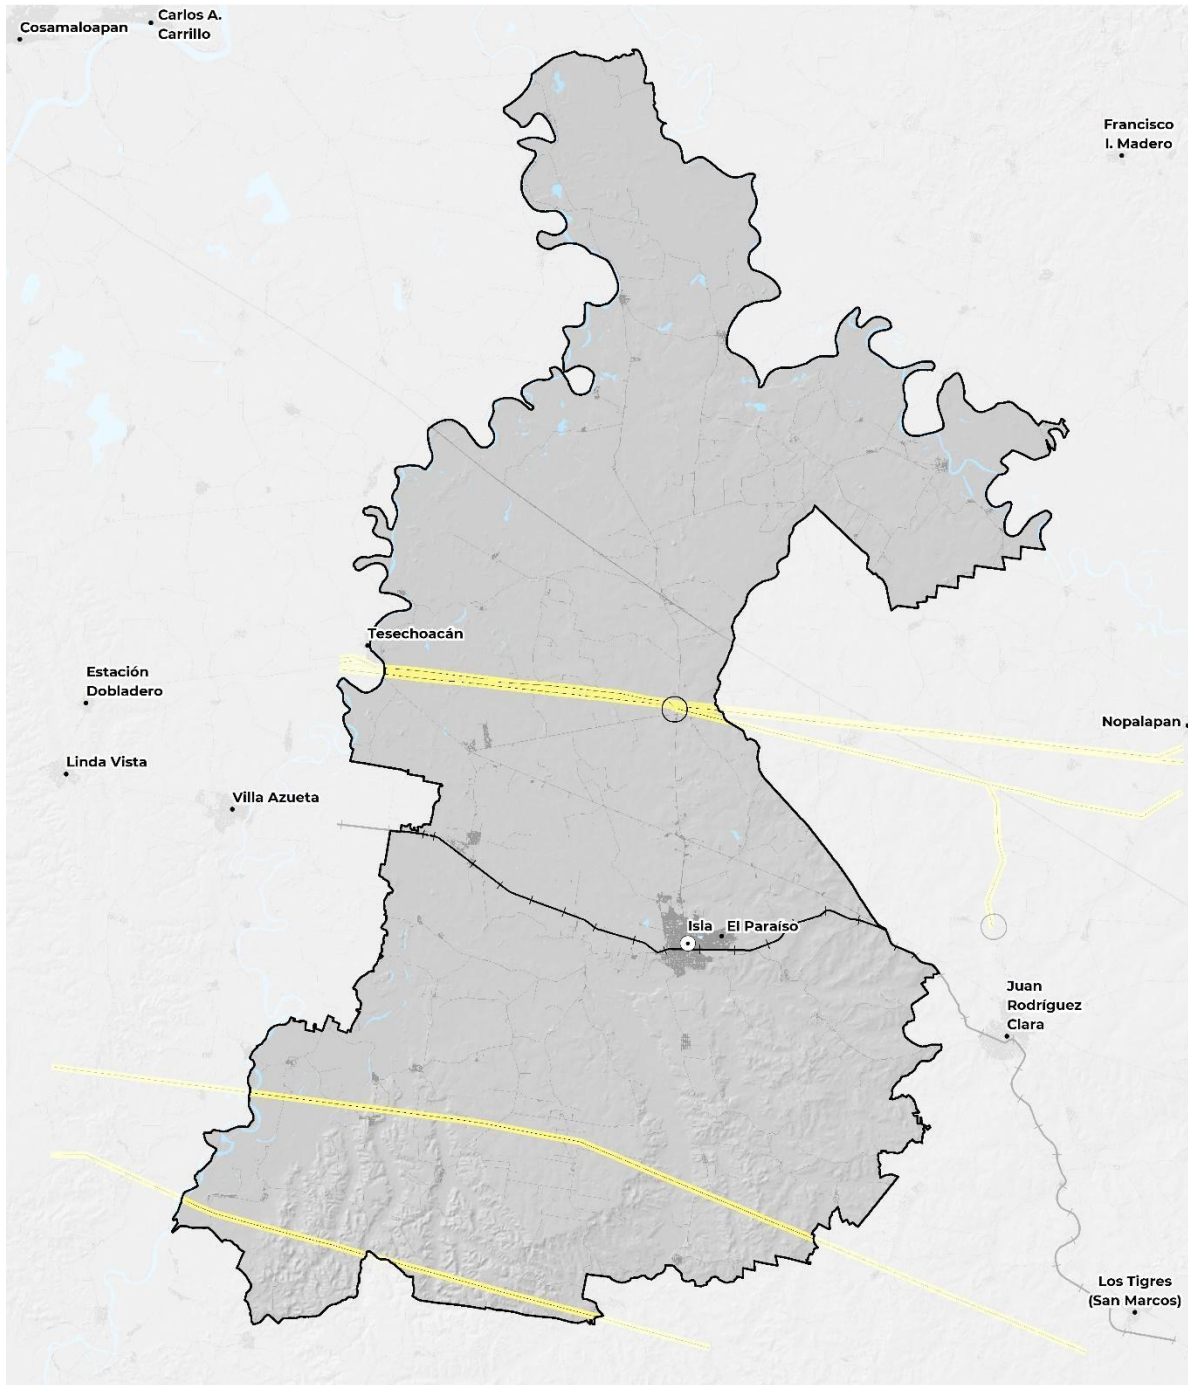 Cosamaloapan
Carlos A.
Carrillo
Francisco
I. Madero
Tesechoacán
Estación
Dobladero
Nopalapan
Linda Vista
Villa Azueta
Isla
El Paraíso
Juan
Rodríguez
Clara
Los Tigres
(San Marcos)